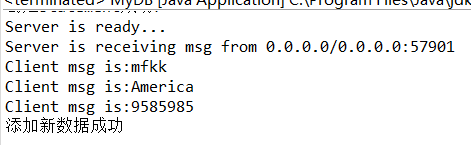 <terminated> MyDB [Java Application] C:\Program Files\Java\jdk
Server is ready...
Server is receiving msg from 0.0.0.0/0.0.0.0:57901
Client msg is:mfkk
Client msg is:America
Client msg is:9585985
添加新数据成功